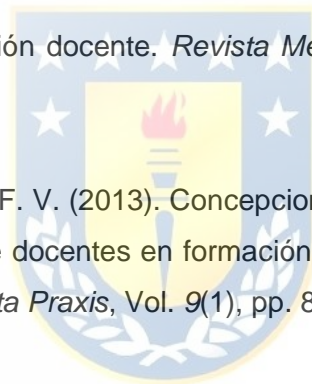 ión docente. Revista Me
F. V. (2013). Concepcion
e docentes en formación
ta Praxis, Vol. 9(1), pp. 8